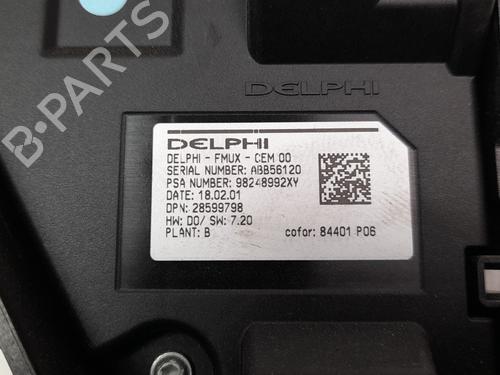 DELPHI
B-PARTS
DELPHI
DELPHI - FMUX - CEM 00
SERIAL NUMBER: ABB56120
PSA NUMBER: 98248992XY
DATE: 18.02.01
DPN: 28599798
HW: D0/ SW: 7.20
PLANT: B
cofor: 84401 P06